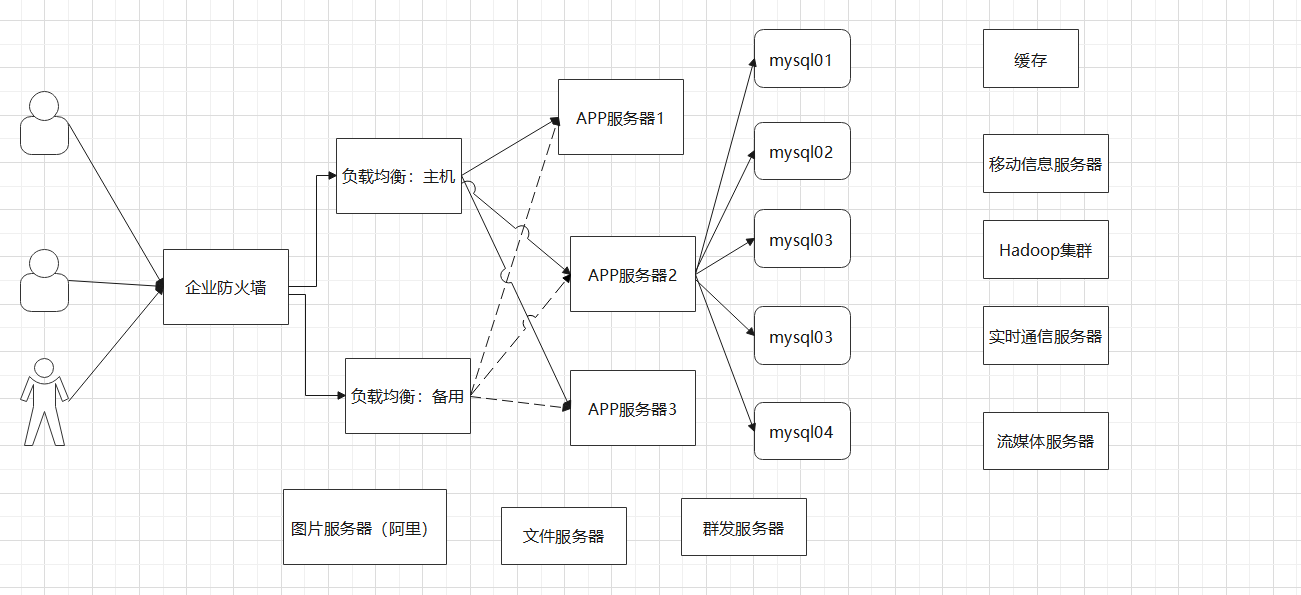 企业防火墙
负载均衡：主机
负载均衡：备用
APP服务器1
APP服务器2
APP服务器3
mysql01
mysql02
mysql03
mysql03
mysql04
缓存
移动信息服务器
Hadoop集群
实时通信服务器
流媒体服务器
图片服务器（阿里）
文件服务器
群发服务器